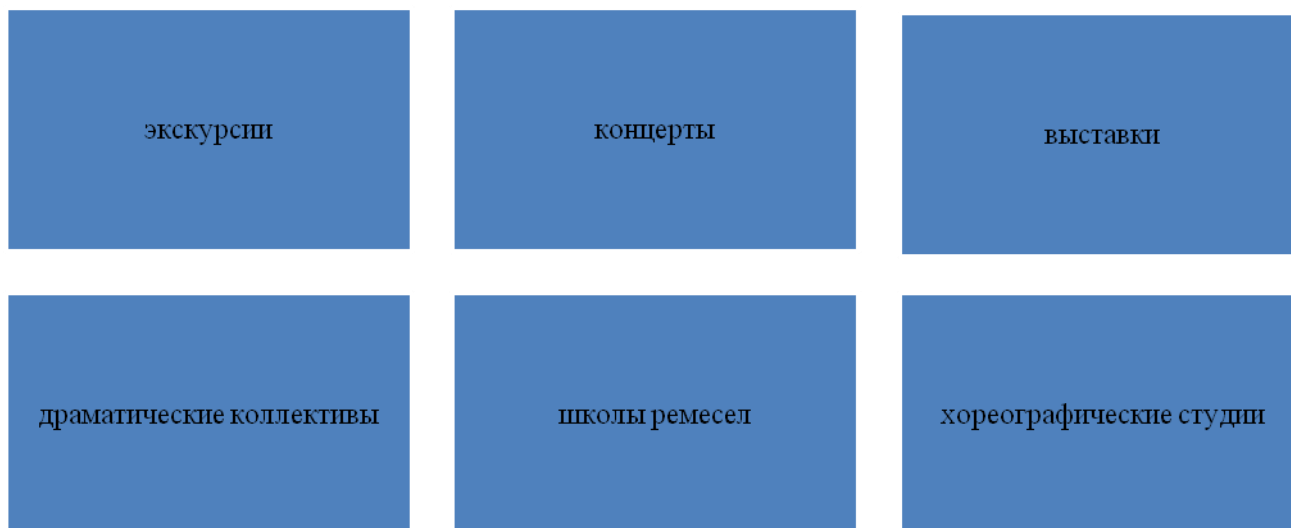 экскурсии
концерты
выставки
драматические коллективы
школы ремесел
хореографические студии